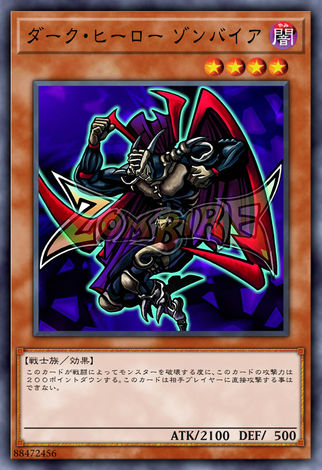 ダーク・ヒーロー ゾンバイア
やみ
闇
ZOMBIRE
【戦士族／効果】
このカードが戦闘によってモンスターを破壊する度に、このカードの攻撃力は
２００ポイントダウンする。このカードは相手プレイヤーに直接攻撃する事は
できない。
ATK/2100 DEF/ 500
88472456